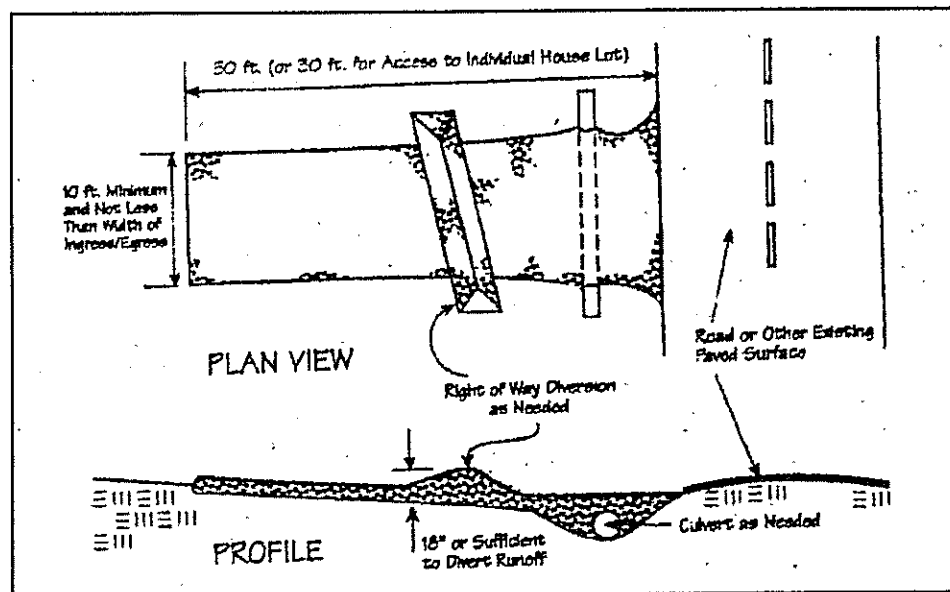 50 ft. (or 30 ft. for Access to Individual House Lot)
10 ft. Minimum
and Not Less
Than Width of
Ingress/Egress
PLAN VIEW
Road or Other Existing
Paved Surface
Right of Way Diversion
as Needed
Culvert as Needed
18" or Sufficient
to Divert Runoff
PROFILE